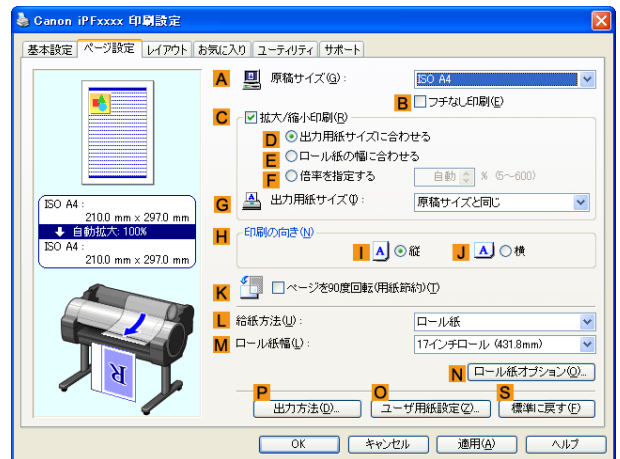 Canon iPFxxxx 印刷設定
基本設定 ページ設定 レイアウト お気に入り ユーティリティ サポート
A 原稿サイズ(G): ISO A4
B フチなし印刷(E)
C 拡大/縮小印刷(R)
D 出力用紙サイズに合わせる
E ロール紙の幅に合わせる
F 倍率を指定する 自動 % (5～600)
G 出力用紙サイズ(I): 原稿サイズと同じ
ISO A4 :
210.0 mm x 297.0 mm
自動拡大: 100%
ISO A4 :
210.0 mm x 297.0 mm
H 印刷の向き(N)
I A 縦 J A 横
K ページを90度回転(用紙節約)(T)
L 給紙方法(U): ロール紙
M ロール紙幅(L): 17インチロール (431.8mm)
N ロール紙オプション(Q)...
P 出力方法(D)... O ユーザ用紙設定(Z)... S 標準に戻す(F)
R
OK キャンセル 適用(A) ヘルプ